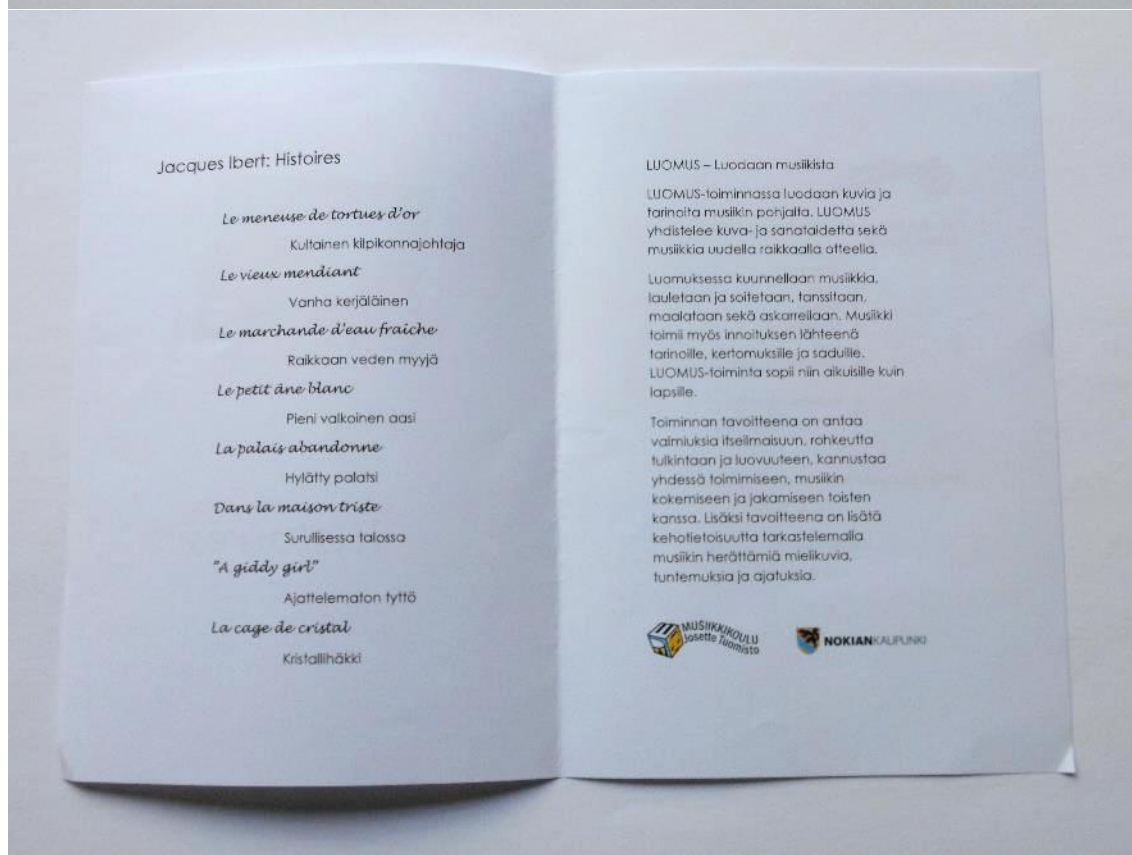 Jacques Ibert: Histoires
Le meneuse de tortues d'or
Kultainen kilpikonnajohtaja
Le vieux mendiant
Vanha kerjäläinen
Le marchande d'eau fraîche
Raikkaan veden myyjä
Le petit âne blanc
Pieni valkoinen aasi
La palais abandonne
Hylätty palatsi
Dans la maison triste
Surullisessa talossa
"A giddy girl"
Ajattelematon tyttö
La cage de cristal
Kristallihäkki
LUOMUS – Luodaan musiikista
LUOMUS-toiminnassa luodaan kuvia ja
tarinoita musiikin pohjalta. LUOMUS
yhdistelee kuva- ja sanataidetta sekä
musiikkia uudella raikkaalla otteella.
Luomuksessa kuunnellaan musiikkia,
lauletaan ja soitetaan, tanssitaan,
maalataan sekä askarrellaan. Musiikki
toimii myös innoituksen lähteenä
tarinoille, kertomuksille ja saduille.
LUOMUS-toiminta sopii niin aikuisille kuin
lapsille.
Toiminnan tavoitteena on antaa
valmiuksia itseilmaisuun, rohkeutta
tulkintaan ja luovuuteen, kannustaa
yhdessä toimimiseen, musiikin
kokemiseen ja jakamiseen toisten
kanssa. Lisäksi tavoitteena on lisätä
kehotietoisuutta tarkastelemalla
musiikin herättämiä mielikuvia,
tuntemuksia ja ajatuksia.
MUSIIKKIKOULU
Josette Tuomisto
NOKIANKAUPUNKI